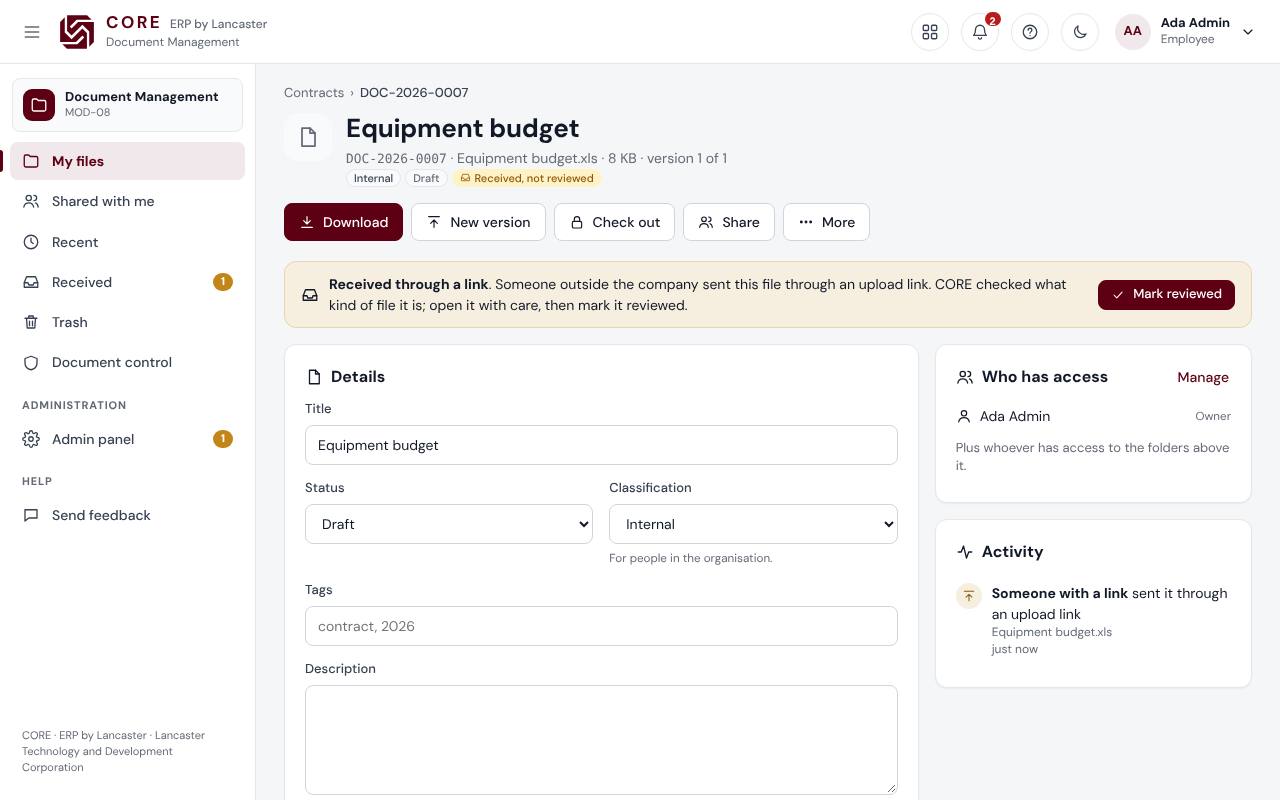 CORE ERP by Lancaster
Document Management
2
AA
Ada Admin
Employee
Document Management
MOD-08
My files
Shared with me
Recent
Received 1
Trash
Document control
ADMINISTRATION
Admin panel 1
HELP
Send feedback
CORE · ERP by Lancaster · Lancaster
Technology and Development
Corporation
Contracts › DOC-2026-0007
Equipment budget
DOC-2026-0007 · Equipment budget.xls · 8 KB · version 1 of 1
Internal Draft Received, not reviewed
Download New version Check out Share More
Received through a link. Someone outside the company sent this file through an upload link. CORE checked what
kind of file it is; open it with care, then mark it reviewed.
Mark reviewed
Details
Title
Equipment budget
Status Classification
Draft Internal
For people in the organisation.
Tags
contract, 2026
Description
Who has access Manage
Ada Admin Owner
Plus whoever has access to the folders above
it.
Activity
Someone with a link sent it through
an upload link
Equipment budget.xls
just now